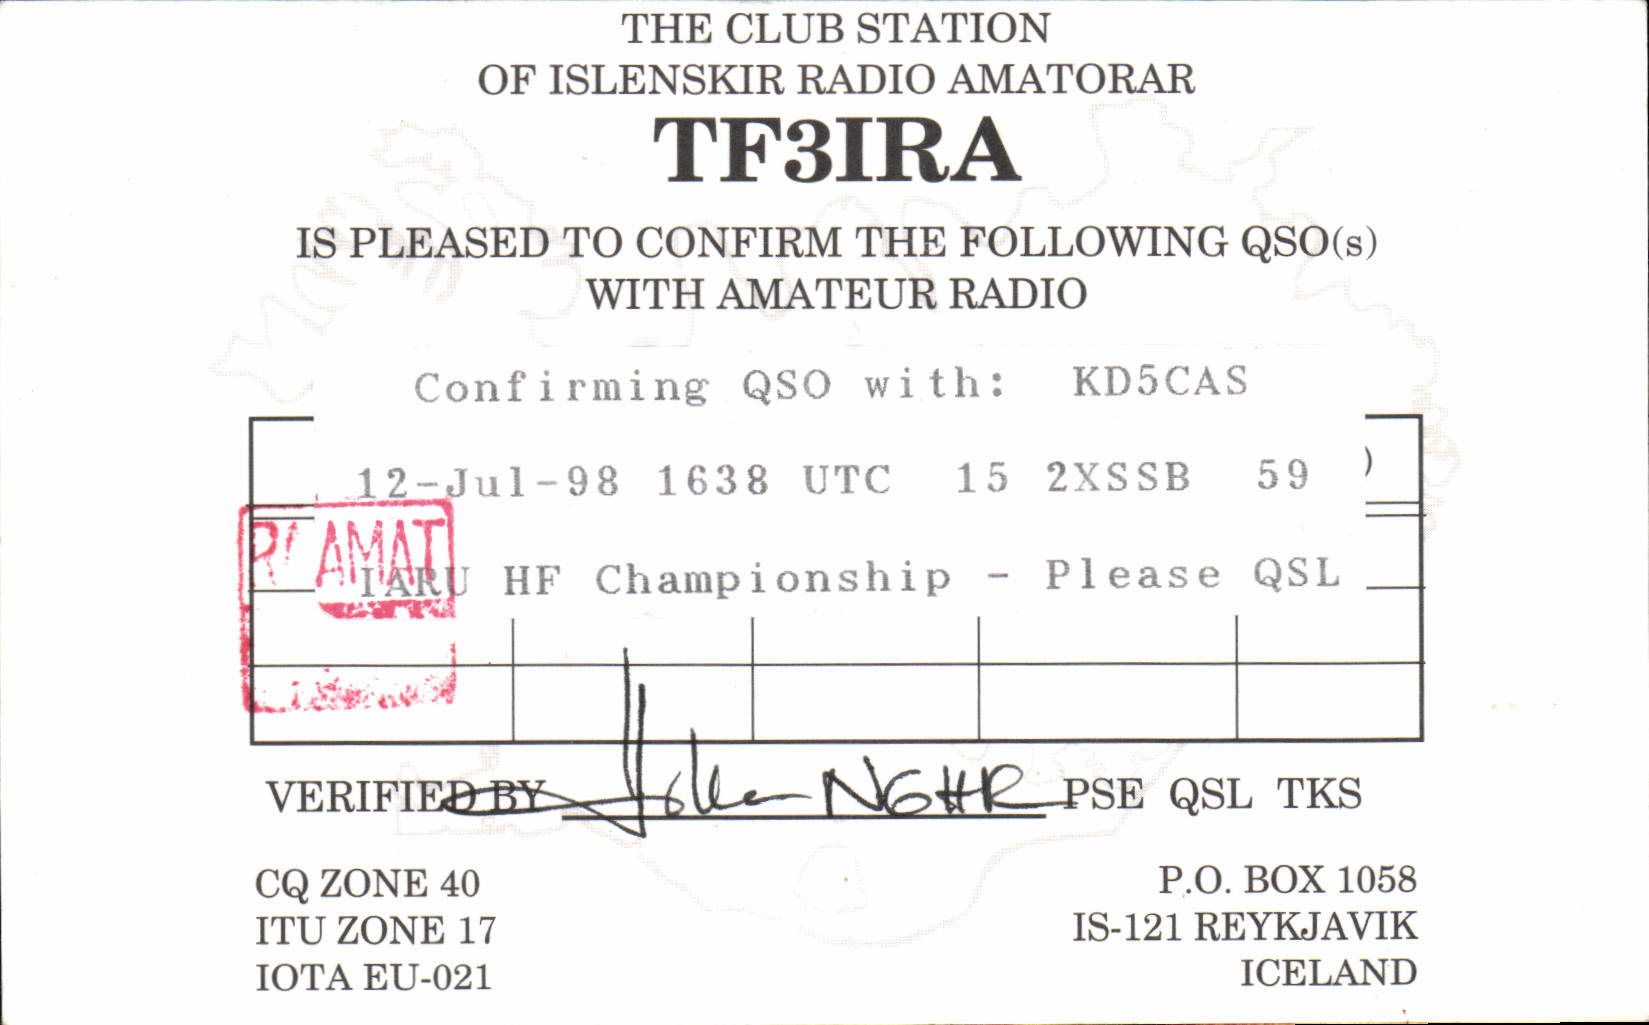 THE CLUB STATION
OF ISLENSKIR RADIO AMATORAR
TF3IRA
IS PLEASED TO CONFIRM THE FOLLOWING QSO(s)
WITH AMATEUR RADIO
Confirming QSO with: KD5CAS
)
12-Jul-98 1638 UTC 15 2XSSB 59
AMAT
IARU HF Championship - Please QSL
VERIFIED BY N6HR PSE QSL TKS
CQ ZONE 40
ITU ZONE 17
IOTA EU-021
P.O. BOX 1058
IS-121 REYKJAVIK
ICELAND